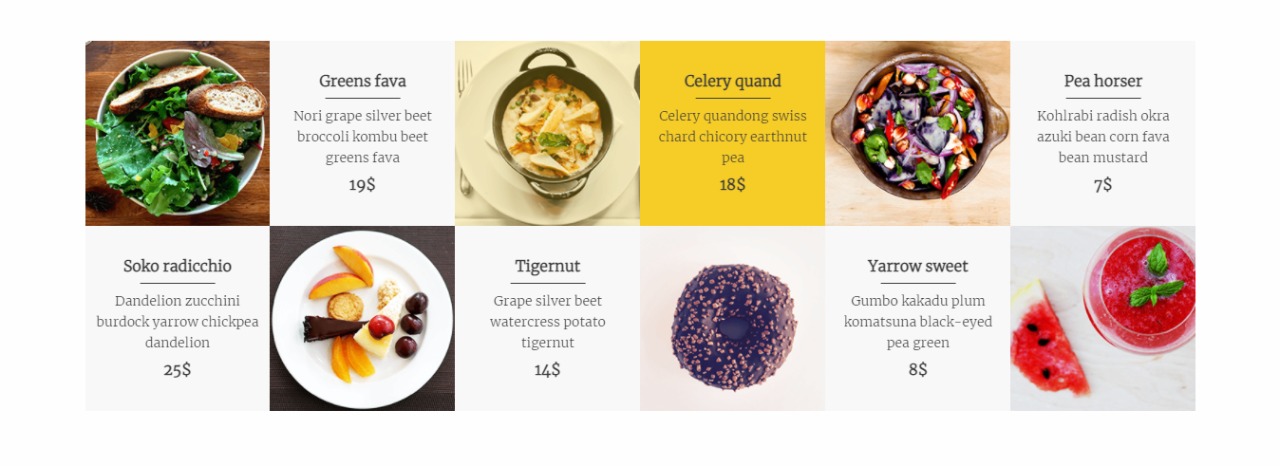 Greens fava
Nori grape silver beet
broccoli kombu beet
greens fava
19$
Celery quand
Celery quandong swiss
chard chicory earthnut
pea
18$
Pea horser
Kohlrabi radish okra
azuki bean corn fava
bean mustard
7$
Soko radicchio
Dandelion zucchini
burdock yarrow chickpea
dandelion
25$
Tigernut
Grape silver beet
watercress potato
tigernut
14$
Yarrow sweet
Gumbo kakadu plum
komatsuna black-eyed
pea green
8$